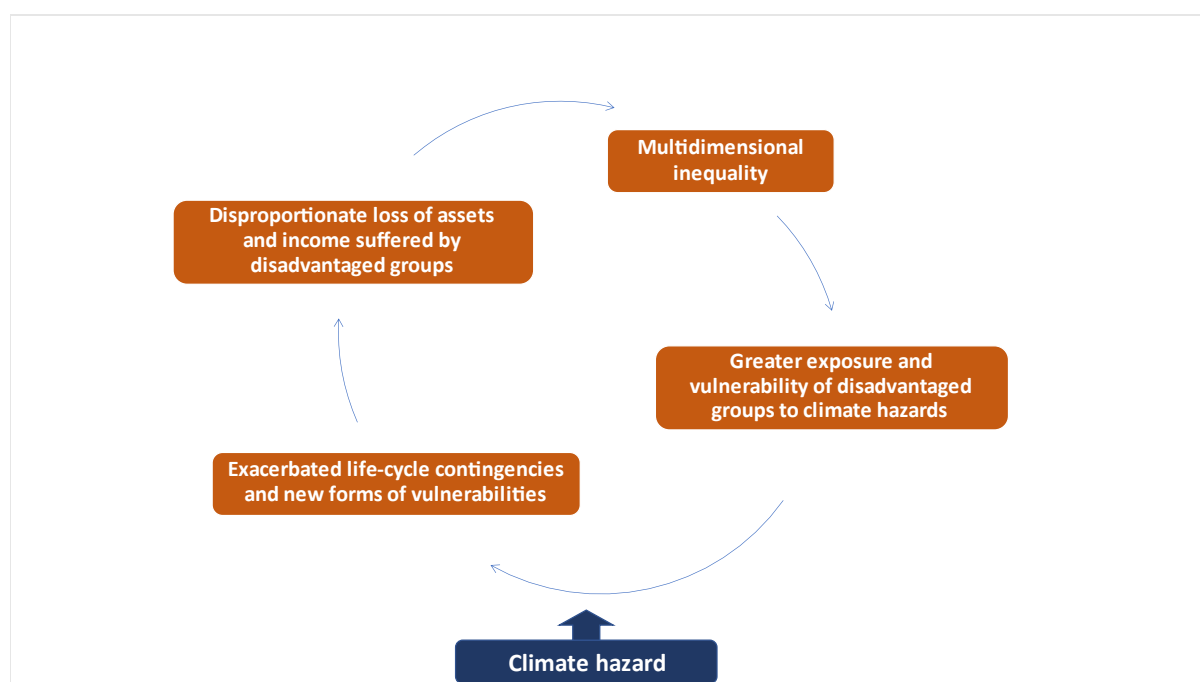 Multidimensional
inequality
Disproportionate loss of assets
and income suffered by
disadvantaged groups
Greater exposure and
vulnerability of disadvantaged
groups to climate hazards
Exacerbated life-cycle contingencies
and new forms of vulnerabilities
Climate hazard